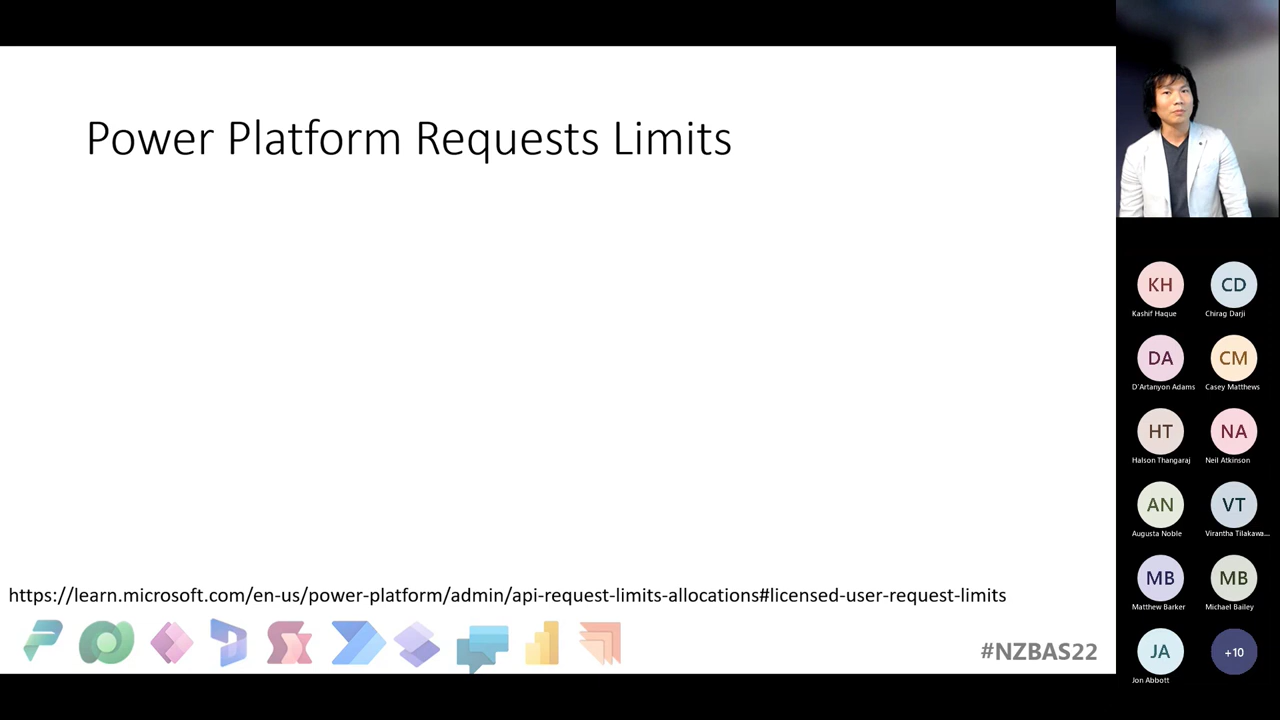 Power Platform Requests Limits
https://learn.microsoft.com/en-us/power-platform/admin/api-request-limits-allocations#licensed-user-request-limits
#NZBAS22
KH
Kashif Haque
CD
Chirag Darji
DA
D'Artanyon Adams
CM
Casey Matthews
HT
Halson Thangaraj
NA
Neil Atkinson
AN
Augusta Noble
VT
Virantha Tilakawa...
MB
Matthew Barker
MB
Michael Bailey
JA
Jon Abbott
+10